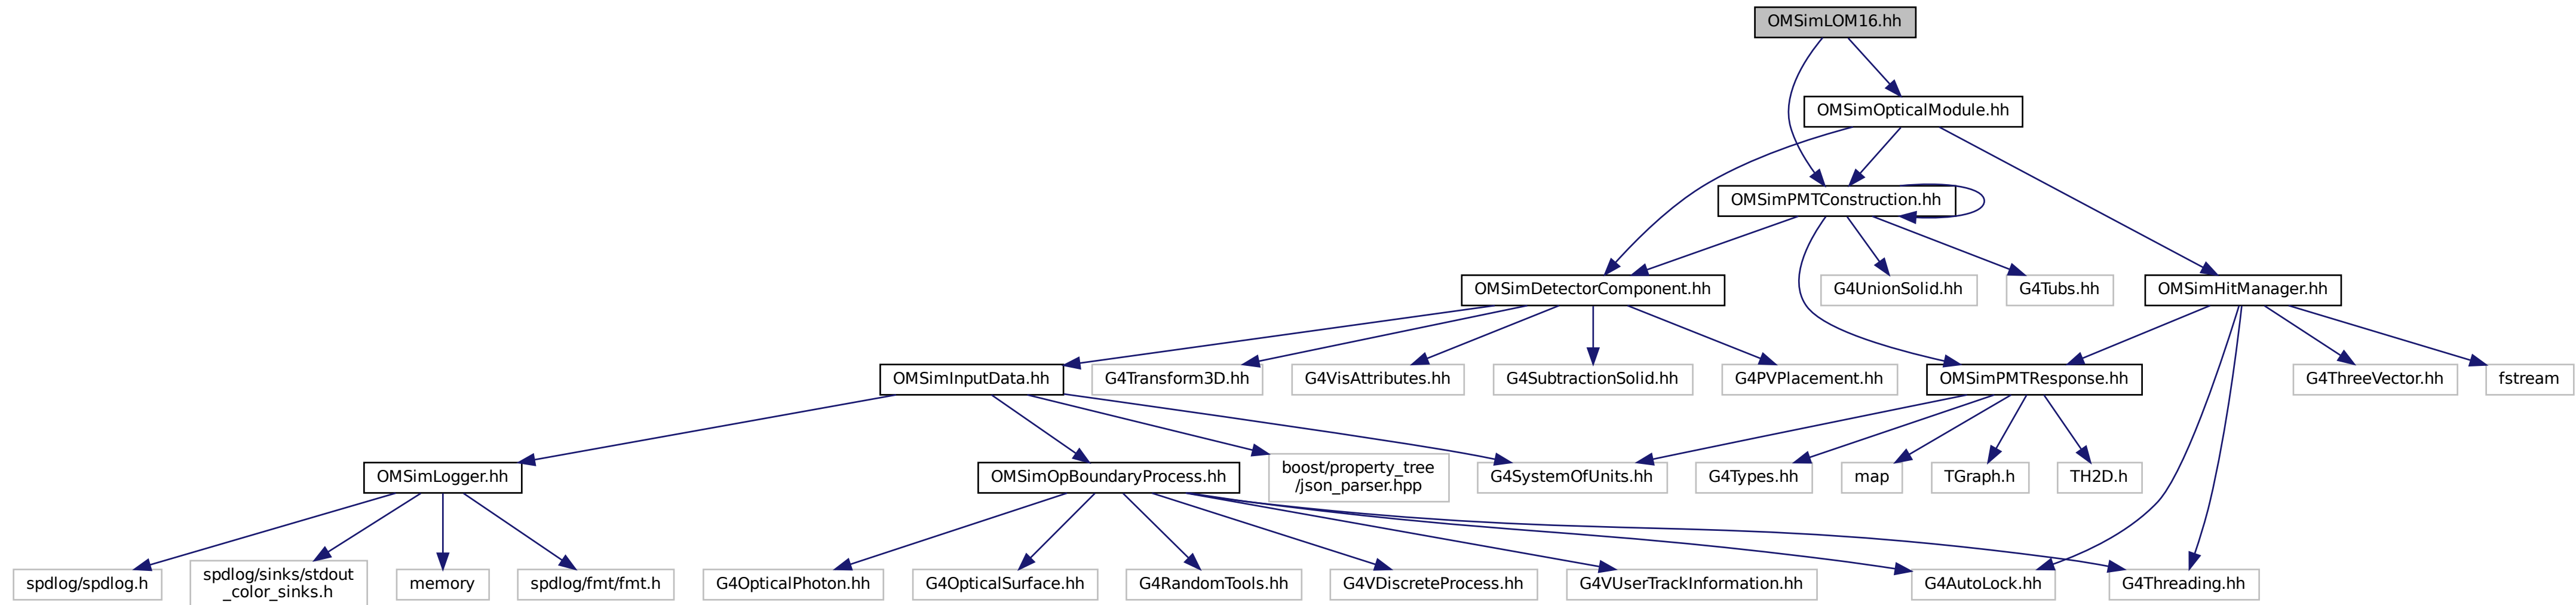 OMSimLOM16.hh
OMSimOpticalModule.hh
OMSimPMTConstruction.hh
OMSimDetectorComponent.hh
G4UnionSolid.hh
G4Tubs.hh
OMSimHitManager.hh
OMSimInputData.hh
G4Transform3D.hh
G4VisAttributes.hh
G4SubtractionSolid.hh
G4PVPlacement.hh
OMSimPMTResponse.hh
G4ThreeVector.hh
fstream
OMSimLogger.hh
OMSimOpBoundaryProcess.hh
boost/property_tree
/json_parser.hpp
G4SystemOfUnits.hh
G4Types.hh
map
TGraph.h
TH2D.h
spdlog/spdlog.h
spdlog/sinks/stdout
_color_sinks.h
memory
spdlog/fmt/fmt.h
G4OpticalPhoton.hh
G4OpticalSurface.hh
G4RandomTools.hh
G4VDiscreteProcess.hh
G4VUserTrackInformation.hh
G4AutoLock.hh
G4Threading.hh